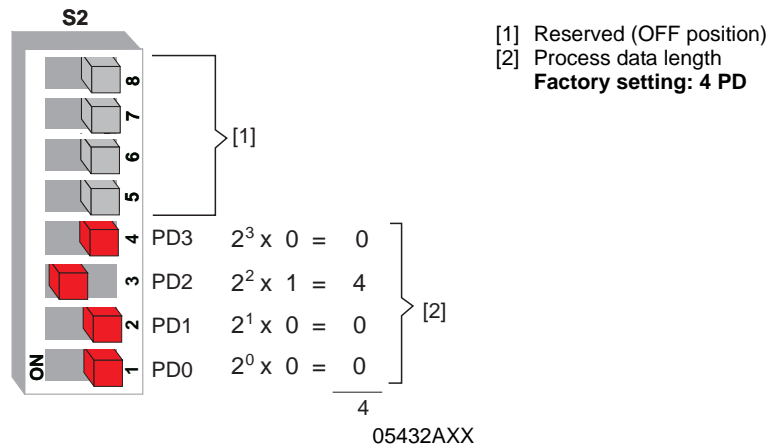 S2
[1] Reserved (OFF position)
[2] Process data length
Factory setting: 4 PD
8
7
6
5
[1]
4 PD3 2³ x 0 = 0
3 PD2 2² x 1 = 4
2 PD1 2¹ x 0 = 0
[2]
ON 1 PD0 2⁰ x 0 = 0
4
05432AXX